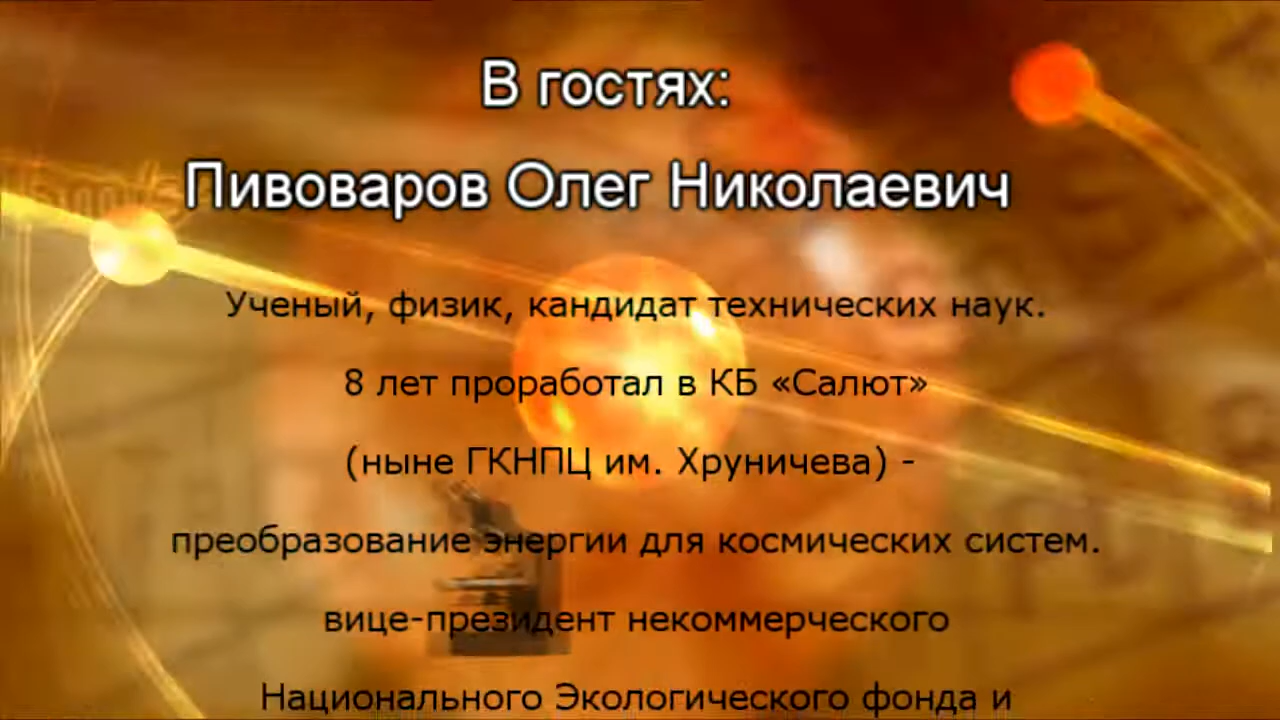 В гостях:
Пивоваров Олег Николаевич
Ученый, физик, кандидат технических наук.
8 лет проработал в КБ «Салют»
(ныне ГКНПЦ им. Хруничева) -
преобразование энергии для космических систем.
вице-президент некоммерческого
Национального Экологического фонда и